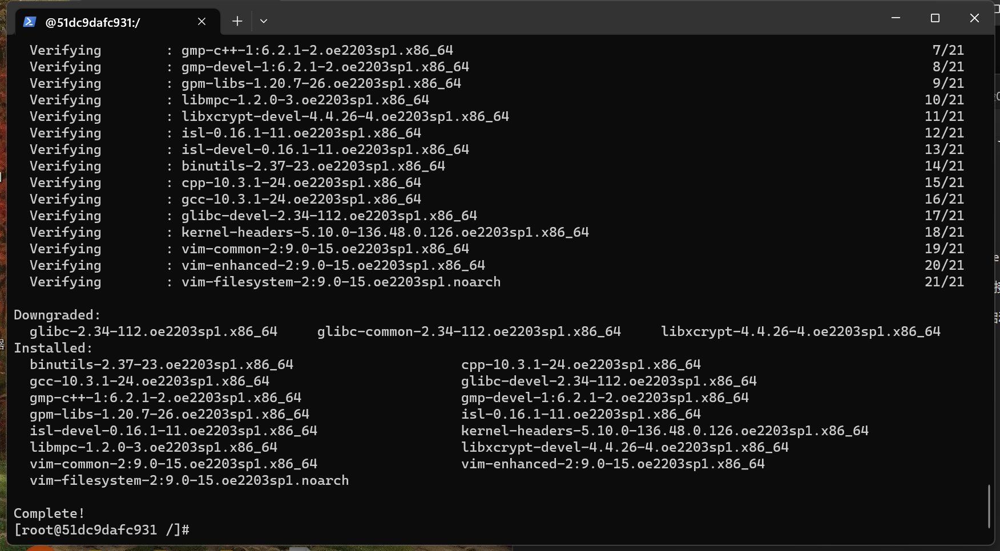 @51dc9dafc931:/
Verifying : gmp-c++-1:6.2.1-2.oe2203sp1.x86_64 7/21
Verifying : gmp-devel-1:6.2.1-2.oe2203sp1.x86_64 8/21
Verifying : gpm-libs-1.20.7-26.oe2203sp1.x86_64 9/21
Verifying : libmpc-1.2.0-3.oe2203sp1.x86_64 10/21
Verifying : libxcrypt-devel-4.4.26-4.oe2203sp1.x86_64 11/21
Verifying : isl-0.16.1-11.oe2203sp1.x86_64 12/21
Verifying : isl-devel-0.16.1-11.oe2203sp1.x86_64 13/21
Verifying : binutils-2.37-23.oe2203sp1.x86_64 14/21
Verifying : cpp-10.3.1-24.oe2203sp1.x86_64 15/21
Verifying : gcc-10.3.1-24.oe2203sp1.x86_64 16/21
Verifying : glibc-devel-2.34-112.oe2203sp1.x86_64 17/21
Verifying : kernel-headers-5.10.0-136.48.0.126.oe2203sp1.x86_64 18/21
Verifying : vim-common-2:9.0-15.oe2203sp1.x86_64 19/21
Verifying : vim-enhanced-2:9.0-15.oe2203sp1.x86_64 20/21
Verifying : vim-filesystem-2:9.0-15.oe2203sp1.noarch 21/21
Downgraded:
glibc-2.34-112.oe2203sp1.x86_64 glibc-common-2.34-112.oe2203sp1.x86_64 libxcrypt-4.4.26-4.oe2203sp1.x86_64
Installed:
binutils-2.37-23.oe2203sp1.x86_64 cpp-10.3.1-24.oe2203sp1.x86_64
gcc-10.3.1-24.oe2203sp1.x86_64 glibc-devel-2.34-112.oe2203sp1.x86_64
gmp-c++-1:6.2.1-2.oe2203sp1.x86_64 gmp-devel-1:6.2.1-2.oe2203sp1.x86_64
gpm-libs-1.20.7-26.oe2203sp1.x86_64 isl-0.16.1-11.oe2203sp1.x86_64
isl-devel-0.16.1-11.oe2203sp1.x86_64 kernel-headers-5.10.0-136.48.0.126.oe2203sp1.x86_64
libmpc-1.2.0-3.oe2203sp1.x86_64 libxcrypt-devel-4.4.26-4.oe2203sp1.x86_64
vim-common-2:9.0-15.oe2203sp1.x86_64 vim-enhanced-2:9.0-15.oe2203sp1.x86_64
vim-filesystem-2:9.0-15.oe2203sp1.noarch
Complete!
[root@51dc9dafc931 /]#